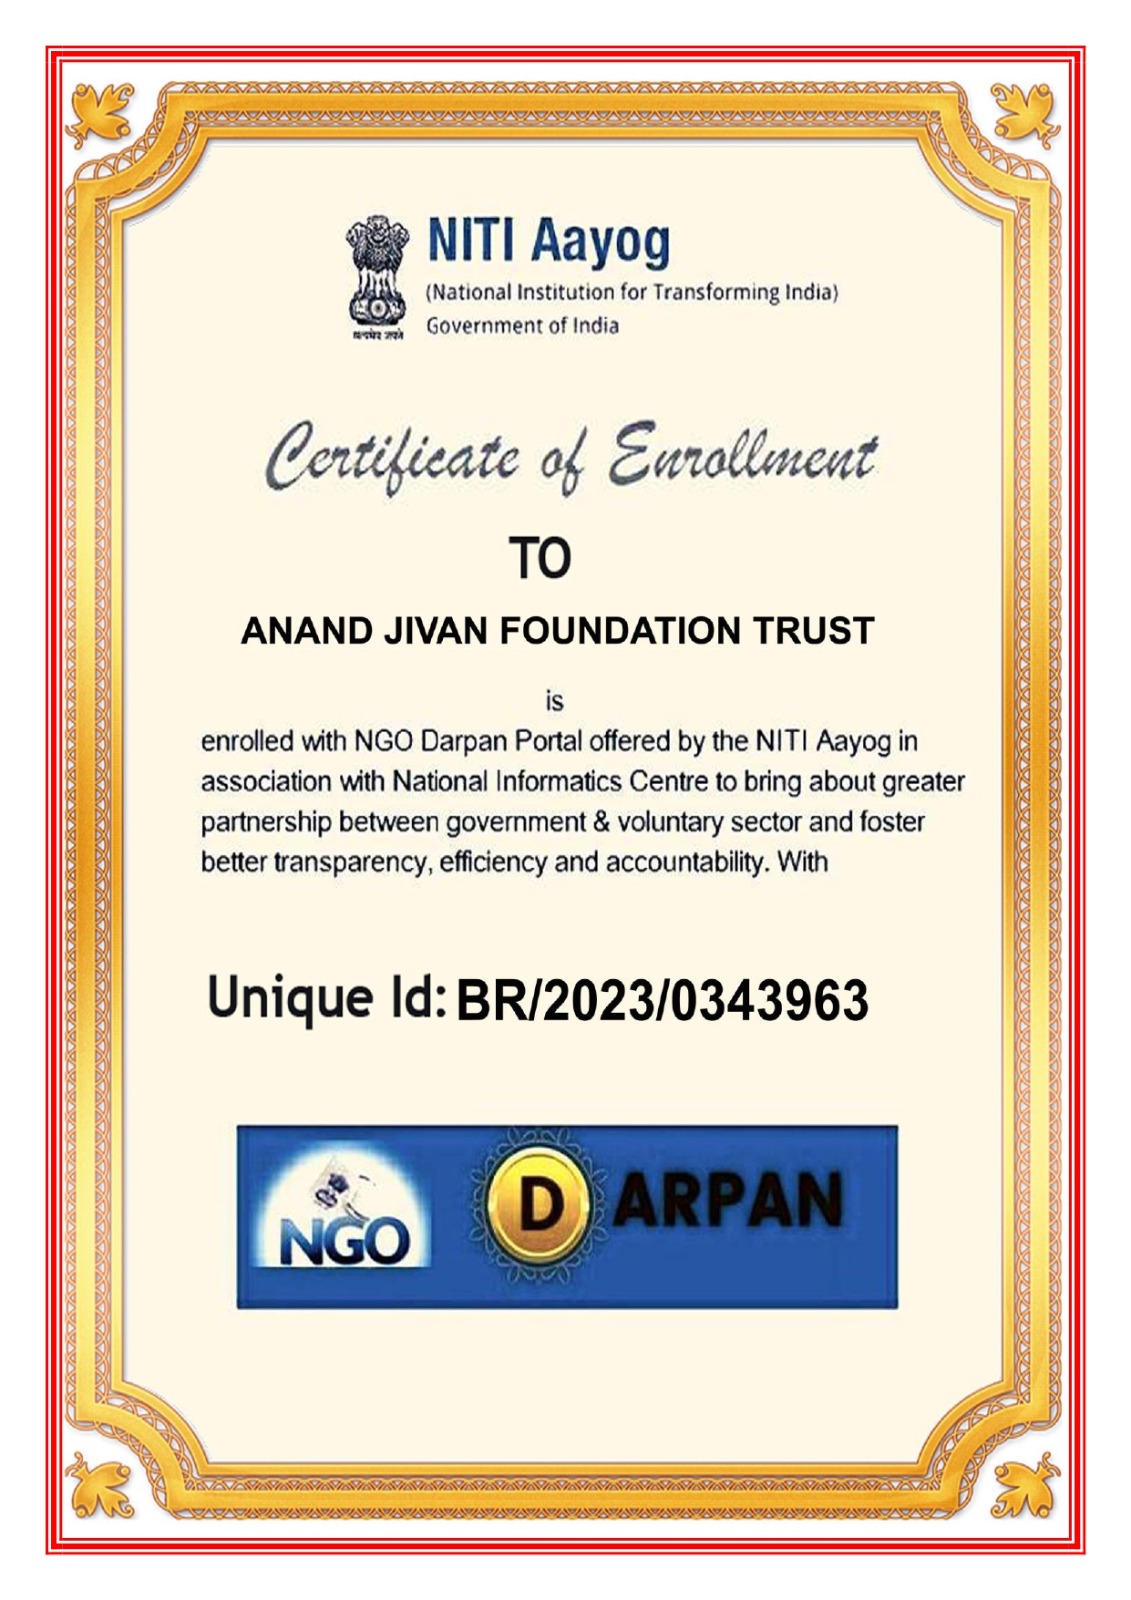 NITI Aayog
(National Institution for Transforming India)
Government of India
सत्यमेव जयते
Certificate of Enrollment
TO
ANAND JIVAN FOUNDATION TRUST
is
enrolled with NGO Darpan Portal offered by the NITI Aayog in
association with National Informatics Centre to bring about greater
partnership between government & voluntary sector and foster
better transparency, efficiency and accountability. With
Unique Id: BR/2023/0343963
NGO DARPAN